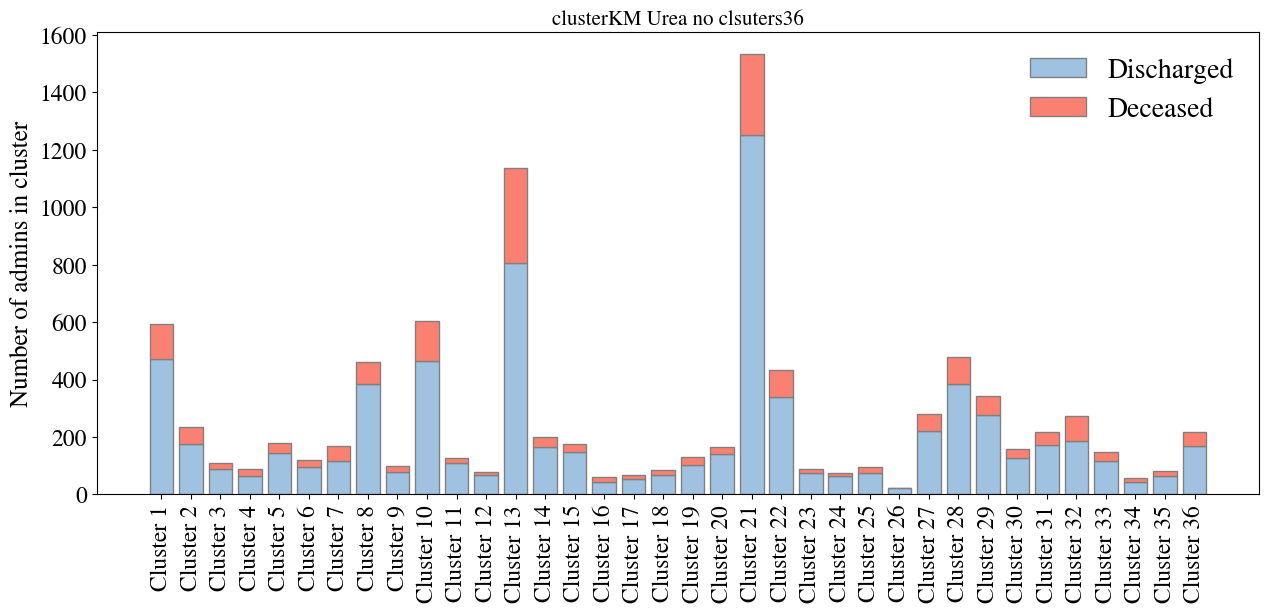 clusterKM Urea no clsuters36
1600
1400
1200
1000
800
600
400
200
0
Number of admins in cluster
Discharged
Deceased
Cluster 1
Cluster 2
Cluster 3
Cluster 4
Cluster 5
Cluster 6
Cluster 7
Cluster 8
Cluster 9
Cluster 10
Cluster 11
Cluster 12
Cluster 13
Cluster 14
Cluster 15
Cluster 16
Cluster 17
Cluster 18
Cluster 19
Cluster 20
Cluster 21
Cluster 22
Cluster 23
Cluster 24
Cluster 25
Cluster 26
Cluster 27
Cluster 28
Cluster 29
Cluster 30
Cluster 31
Cluster 32
Cluster 33
Cluster 34
Cluster 35
Cluster 36